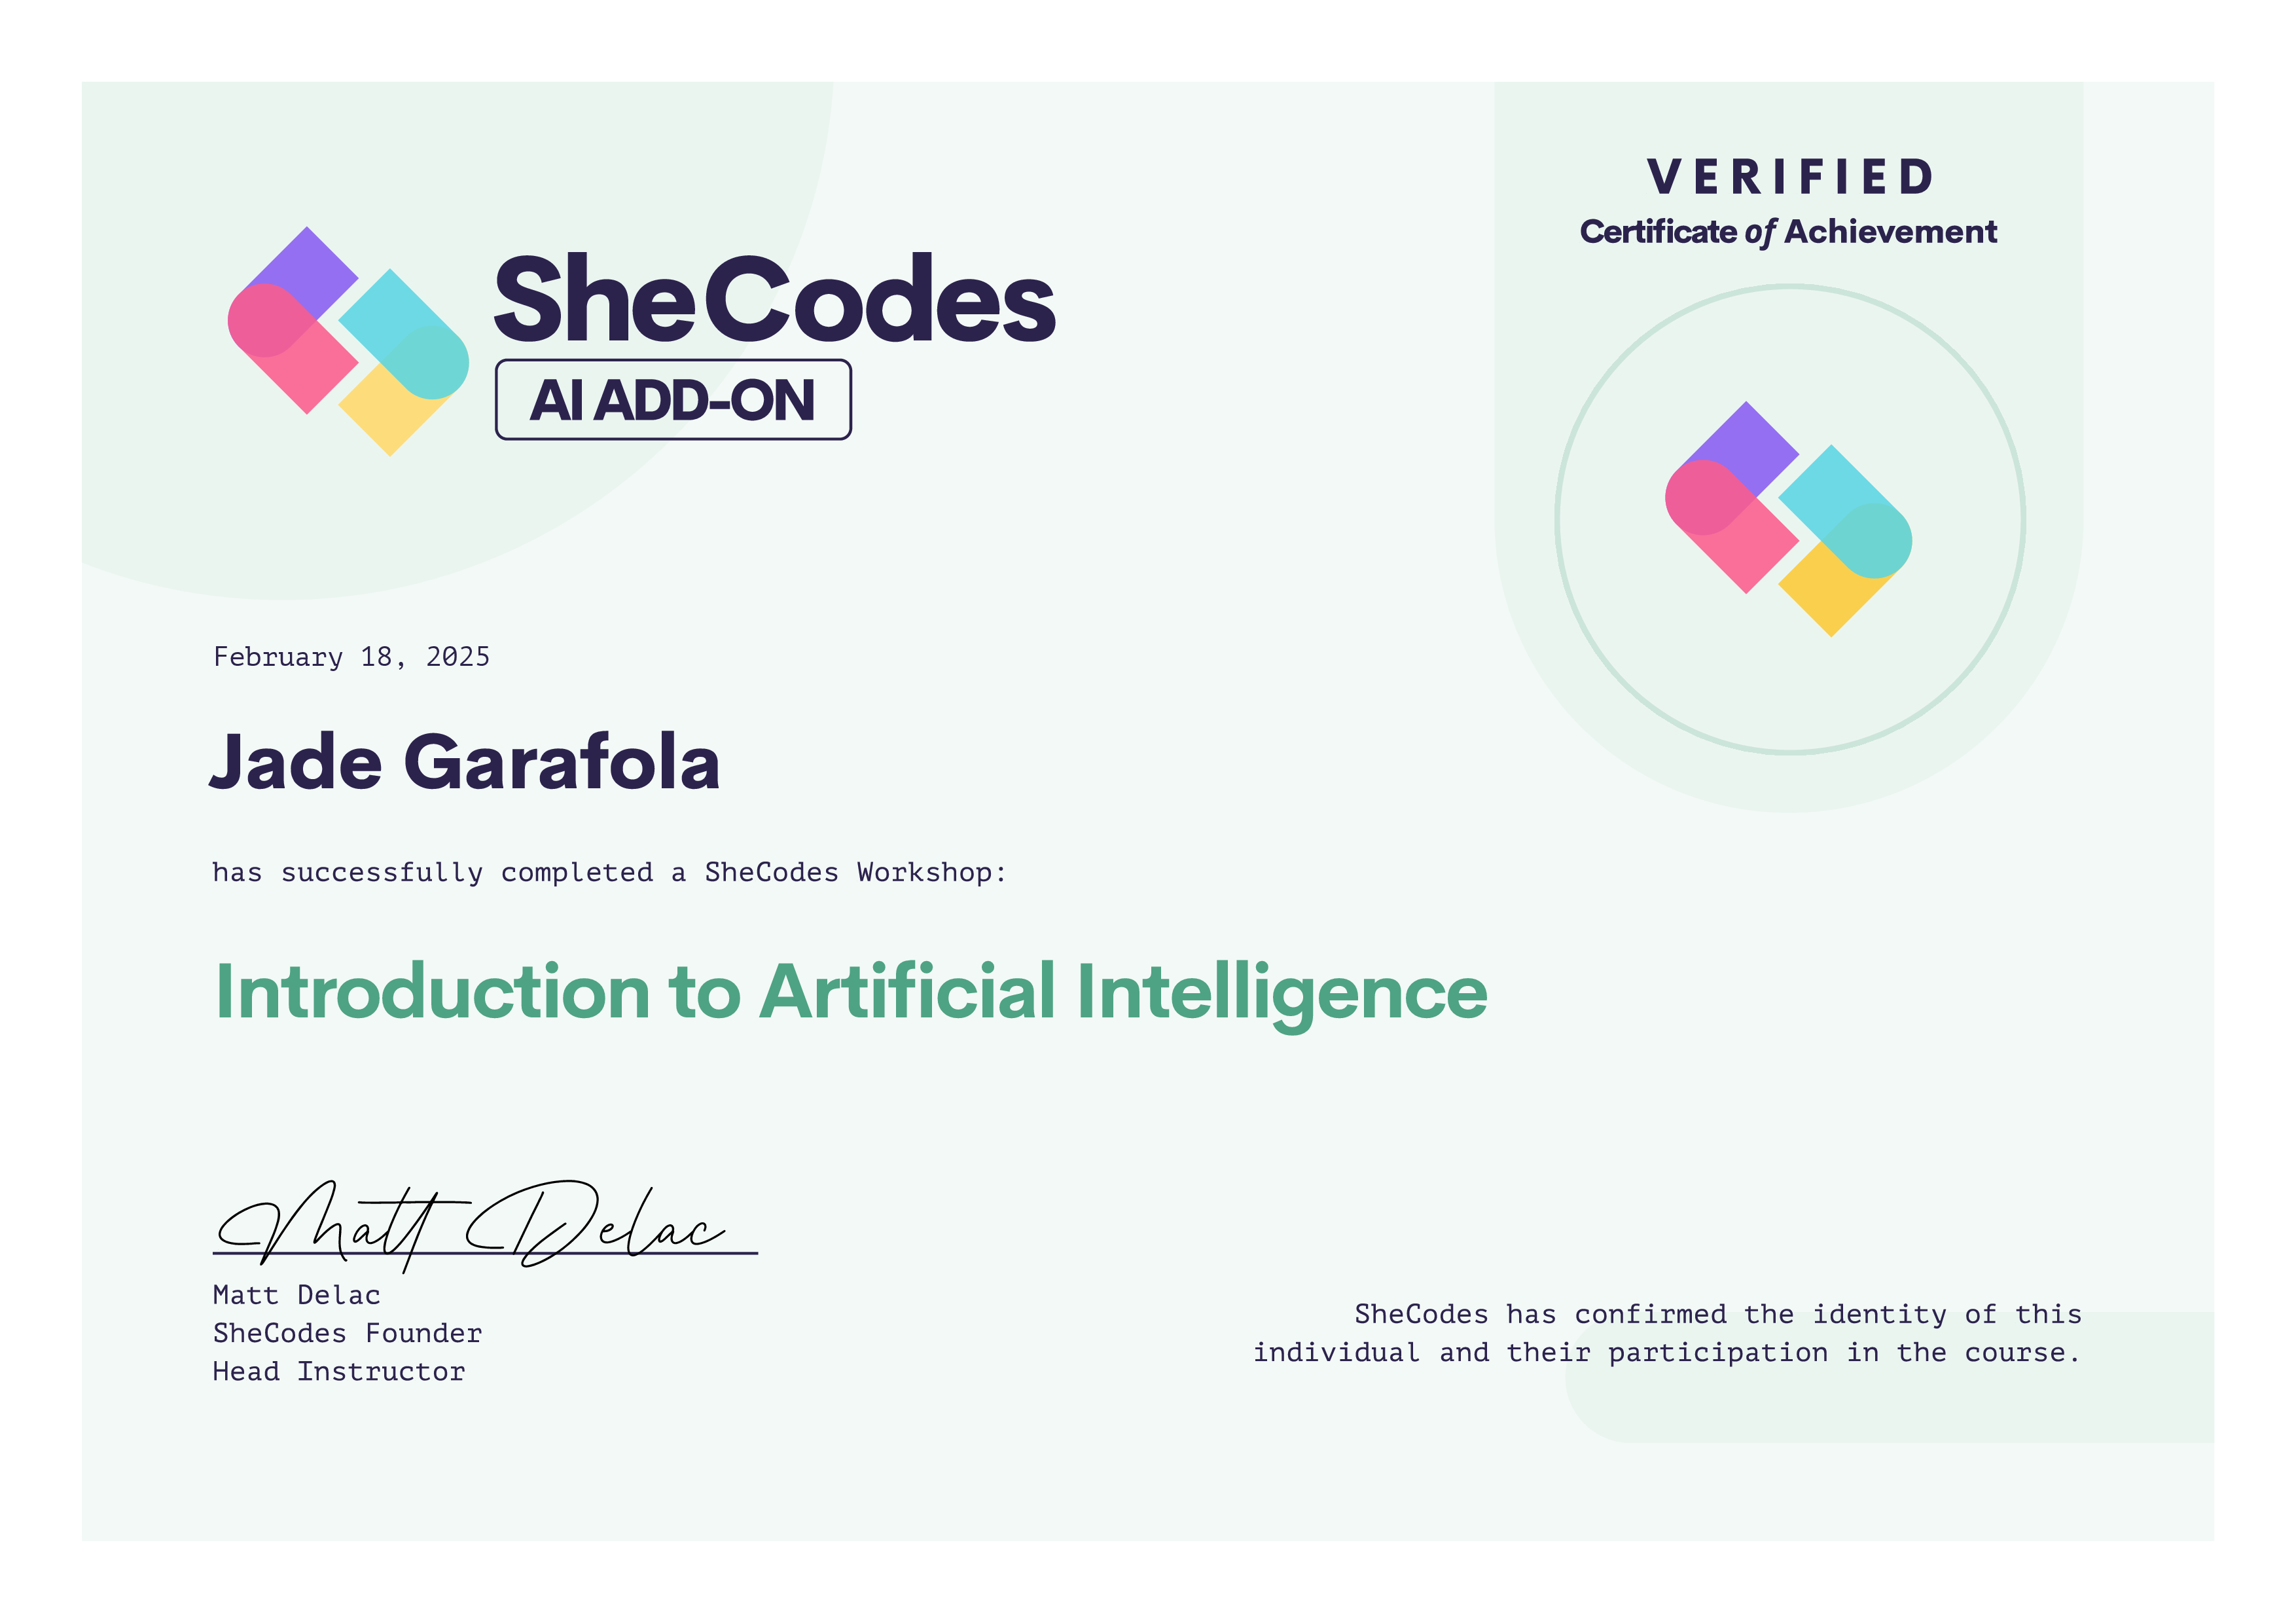 SheCodes
AI ADD-ON
VERIFIED
Certificate of Achievement
February 18, 2025
Jade Garafola
has successfully completed a SheCodes Workshop:
Introduction to Artificial Intelligence
Matt Delac
Matt Delac
SheCodes Founder
Head Instructor
SheCodes has confirmed the identity of this
individual and their participation in the course.